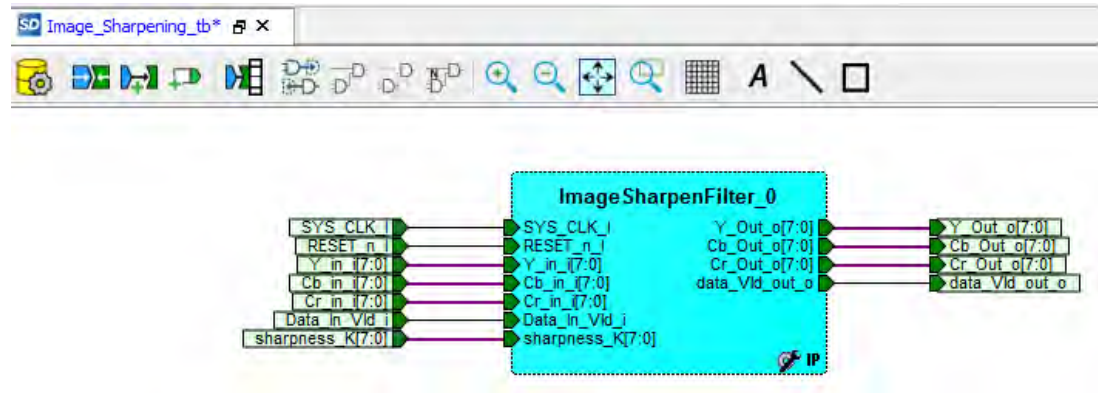 SD Image_Sharpening_tb*
A
ImageSharpenFilter_0
SYS_CLK_I SYS_CLK_I Y_Out_o[7:0] Y_Out_o[7:0]
RESET_n_I RESET_n_I Cb_Out_o[7:0] Cb_Out_o[7:0]
Y_in_i[7:0] Y_in_i[7:0] Cr_Out_o[7:0] Cr_Out_o[7:0]
Cb_in_i[7:0] Cb_in_i[7:0] data_Vld_out_o data_Vld_out_o
Cr_in_i[7:0] Cr_in_i[7:0]
Data_In_Vld_i Data_In_Vld_i
sharpness_K[7:0] sharpness_K[7:0]
IP